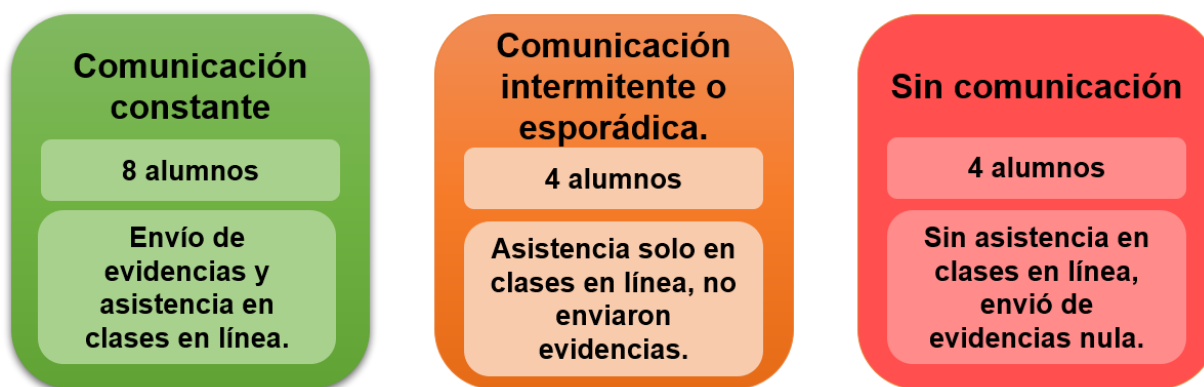 Comunicación
constante
8 alumnos
Envío de
evidencias y
asistencia en
clases en línea.
Comunicación
intermitente o
esporádica.
4 alumnos
Asistencia solo en
clases en línea, no
enviaron
evidencias.
Sin comunicación
4 alumnos
Sin asistencia en
clases en línea,
envió de
evidencias nula.